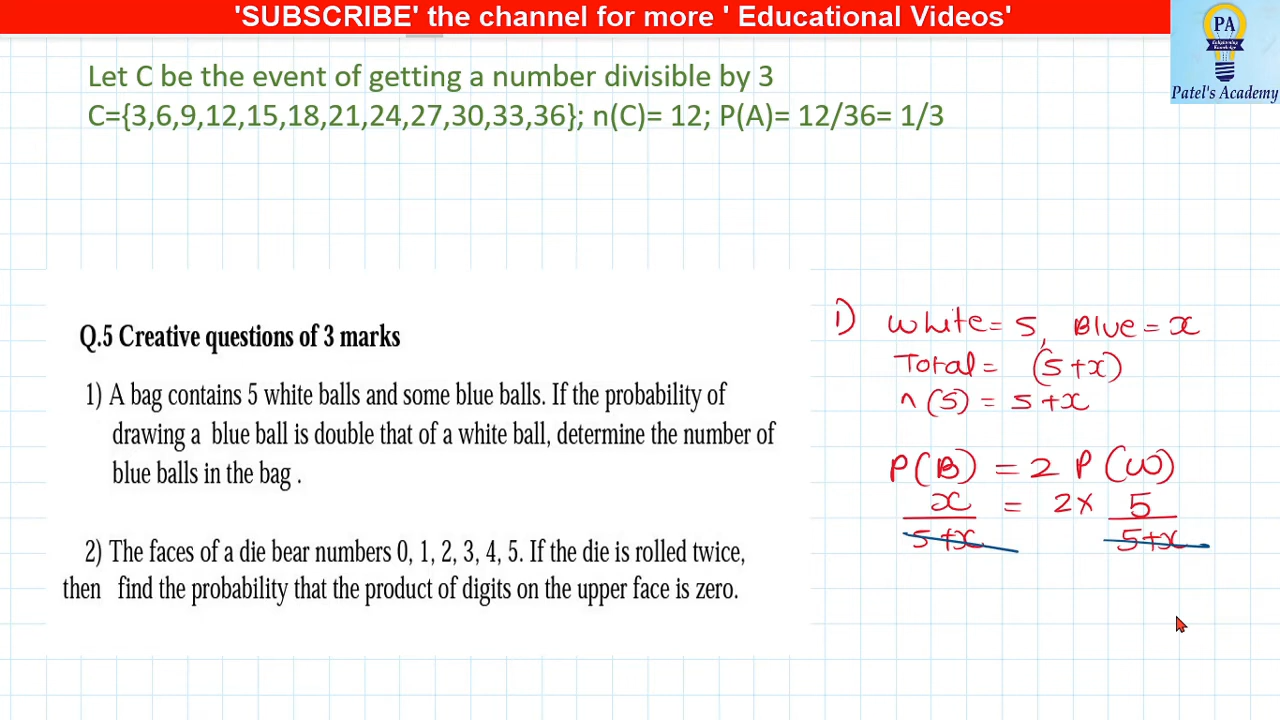 'SUBSCRIBE' the channel for more ' Educational Videos'
PA
Patel's Academy
Let C be the event of getting a number divisible by 3
C={3,6,9,12,15,18,21,24,27,30,33,36}; n(C)= 12; P(A)= 12/36= 1/3
Q.5 Creative questions of 3 marks
1) A bag contains 5 white balls and some blue balls. If the probability of
drawing a blue ball is double that of a white ball, determine the number of
blue balls in the bag .
2) The faces of a die bear numbers 0, 1, 2, 3, 4, 5. If the die is rolled twice,
then find the probability that the product of digits on the upper face is zero.
1) White = 5, Blue = x
Total = (5+x)
n(S) = 5+x
P(B) = 2 P(W)
x/5+x = 2× 5/5+x